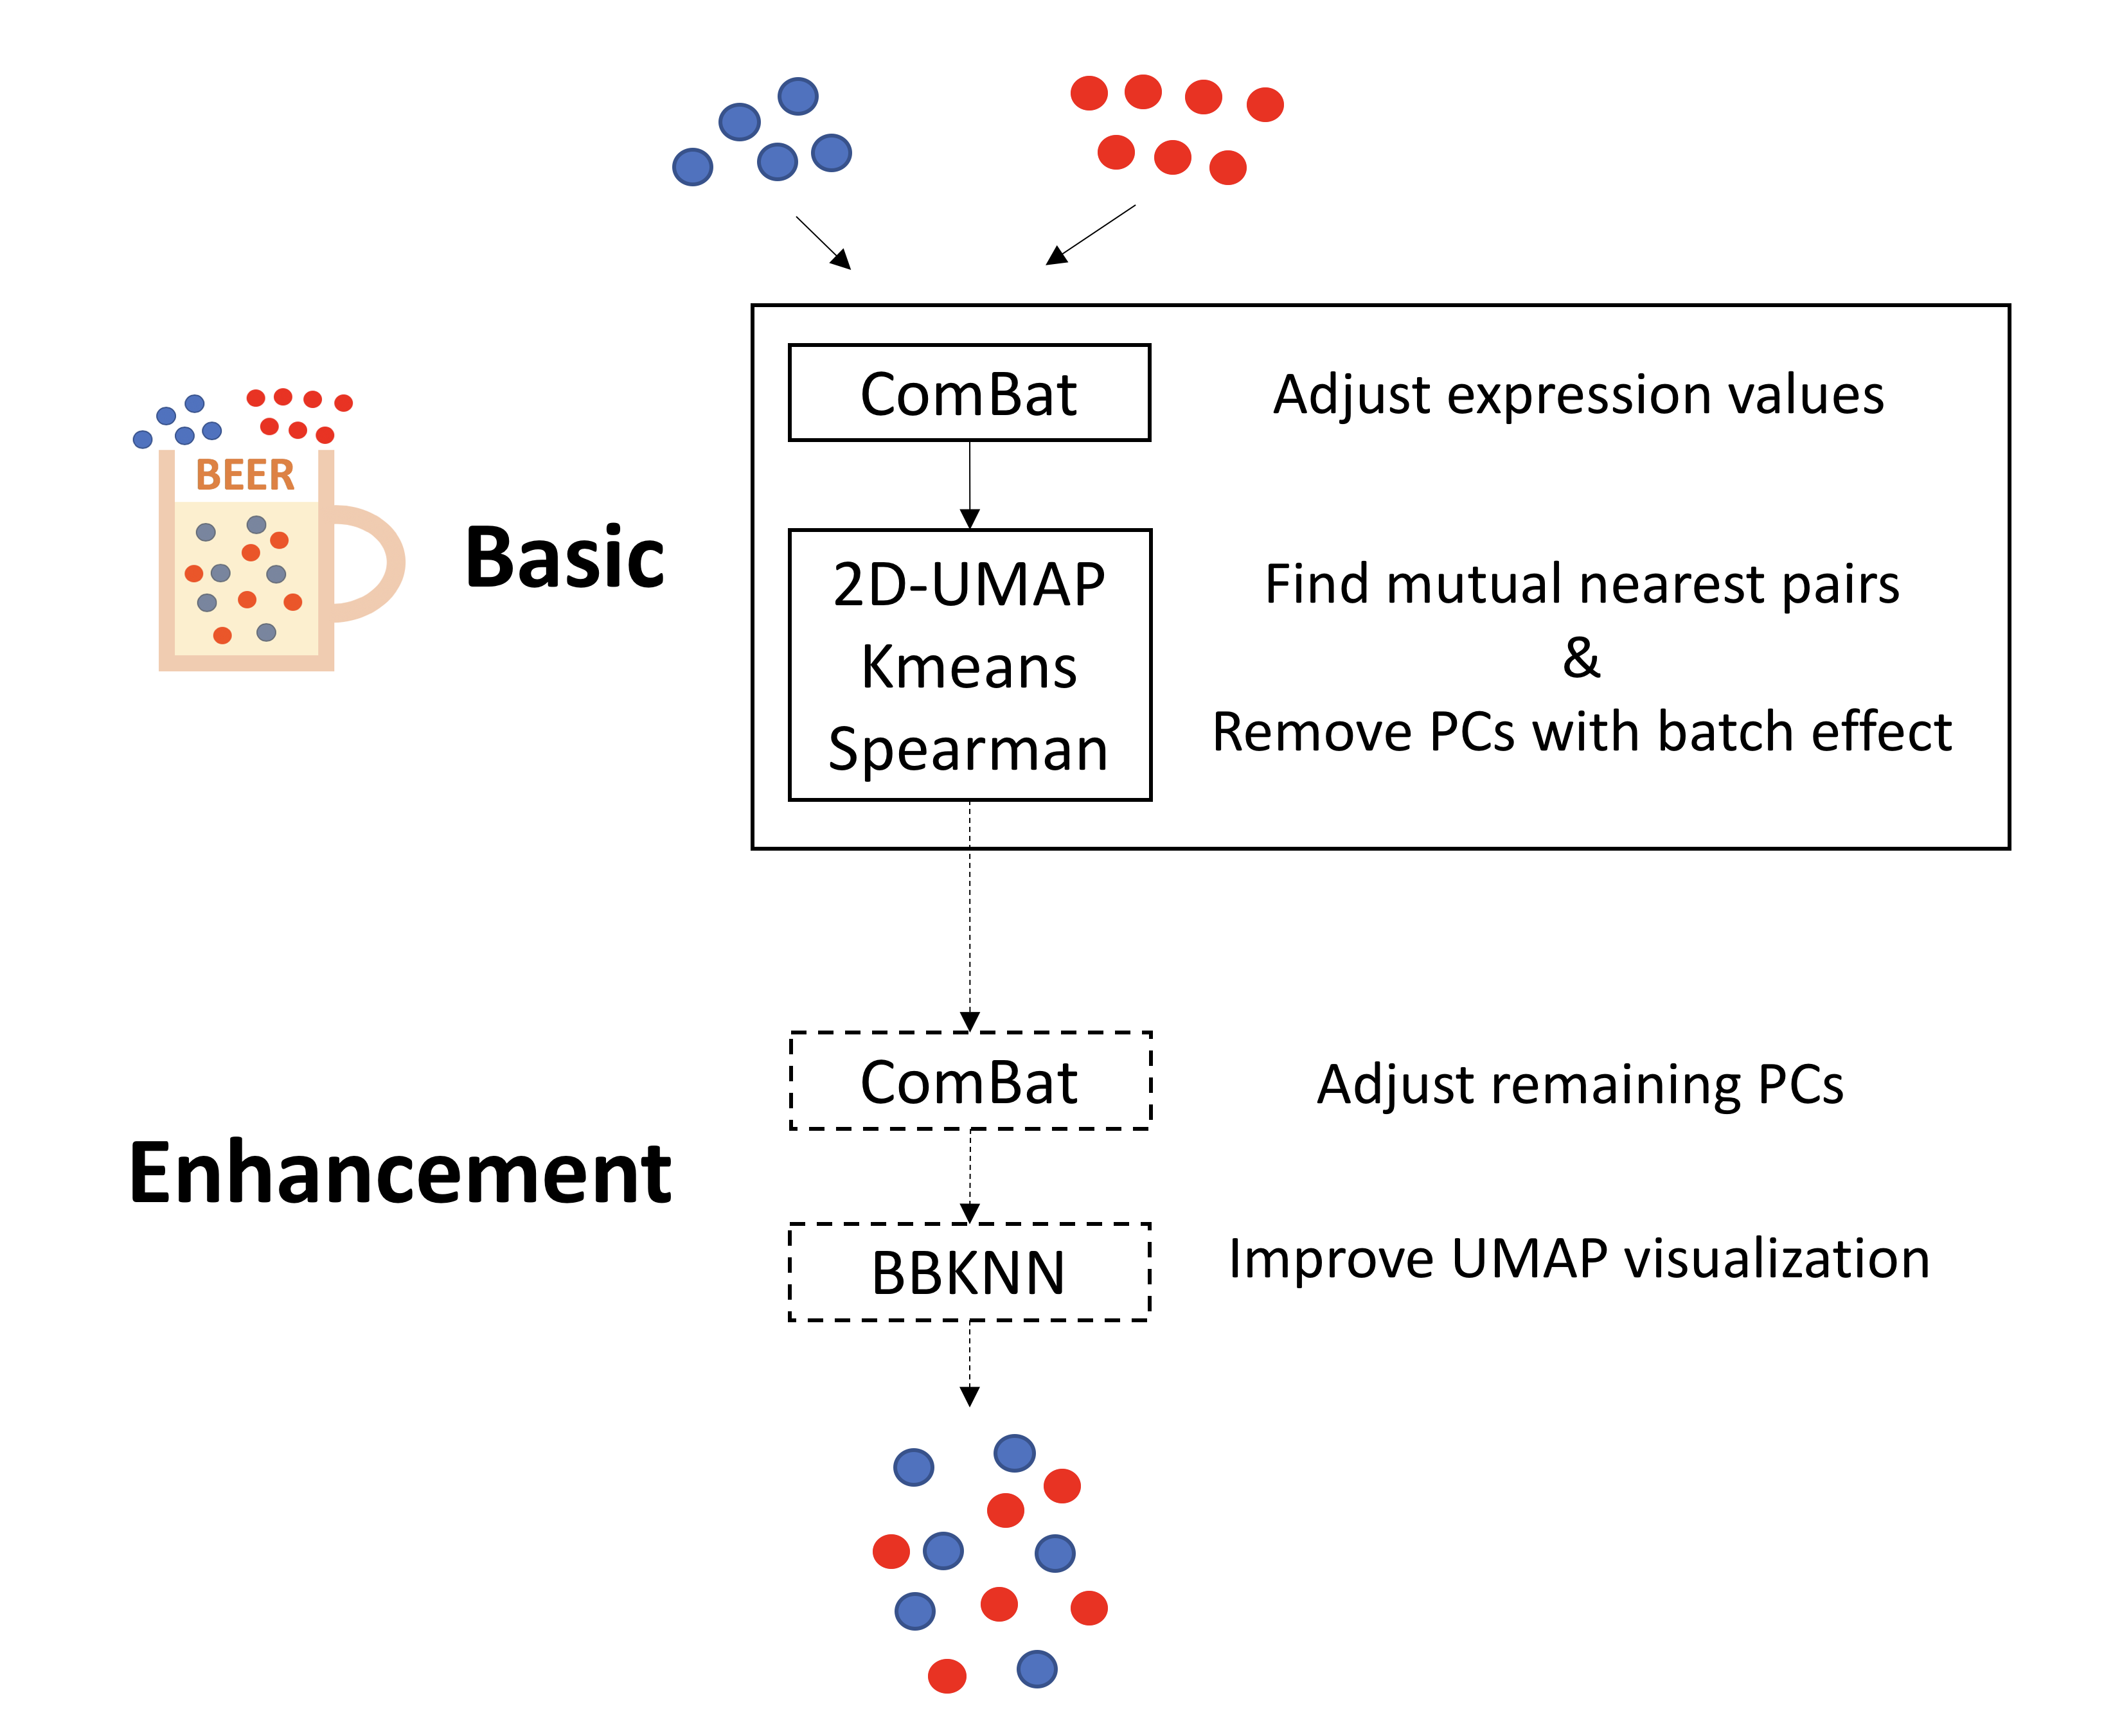 ComBat
Adjust expression values
BEER
Basic
2D-UMAP
Kmeans
Spearman
Find mutual nearest pairs
&
Remove PCs with batch effect
Enhancement
ComBat
Adjust remaining PCs
BBKNN
Improve UMAP visualization